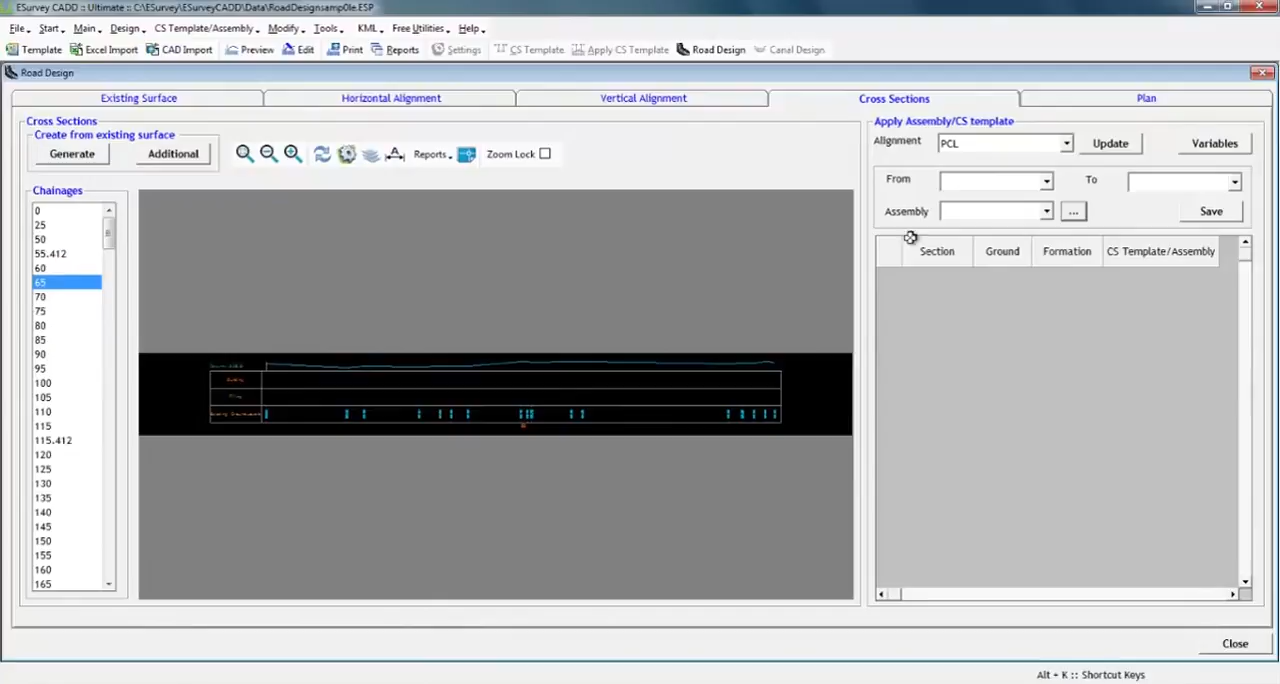 ESurvey CADD :: Ultimate :: C:\ESurvey\ESurveyCADD\Data\RoadDesignsamp0le.ESP
File. Start. Main. Design. CS Template/Assembly. Modify. Tools. KML. Free Utilities. Help.
Template Excel Import CAD Import Preview Edit Print Reports Settings CS Template Apply CS Template Road Design Canal Design
Road Design
Existing Surface Horizontal Alignment Vertical Alignment Cross Sections Plan
Cross Sections
Create from existing surface
Generate Additional
Reports. Zoom Lock
Chainages
0
25
50
55.412
60
65
70
75
80
85
90
95
100
105
110
115
115.412
120
125
130
135
140
145
150
155
160
165
Apply Assembly/CS template
Alignment PCL Update Variables
From To
Assembly ... Save
Section Ground Formation CS Template/Assembly
Close
Alt + K :: Shortcut Keys